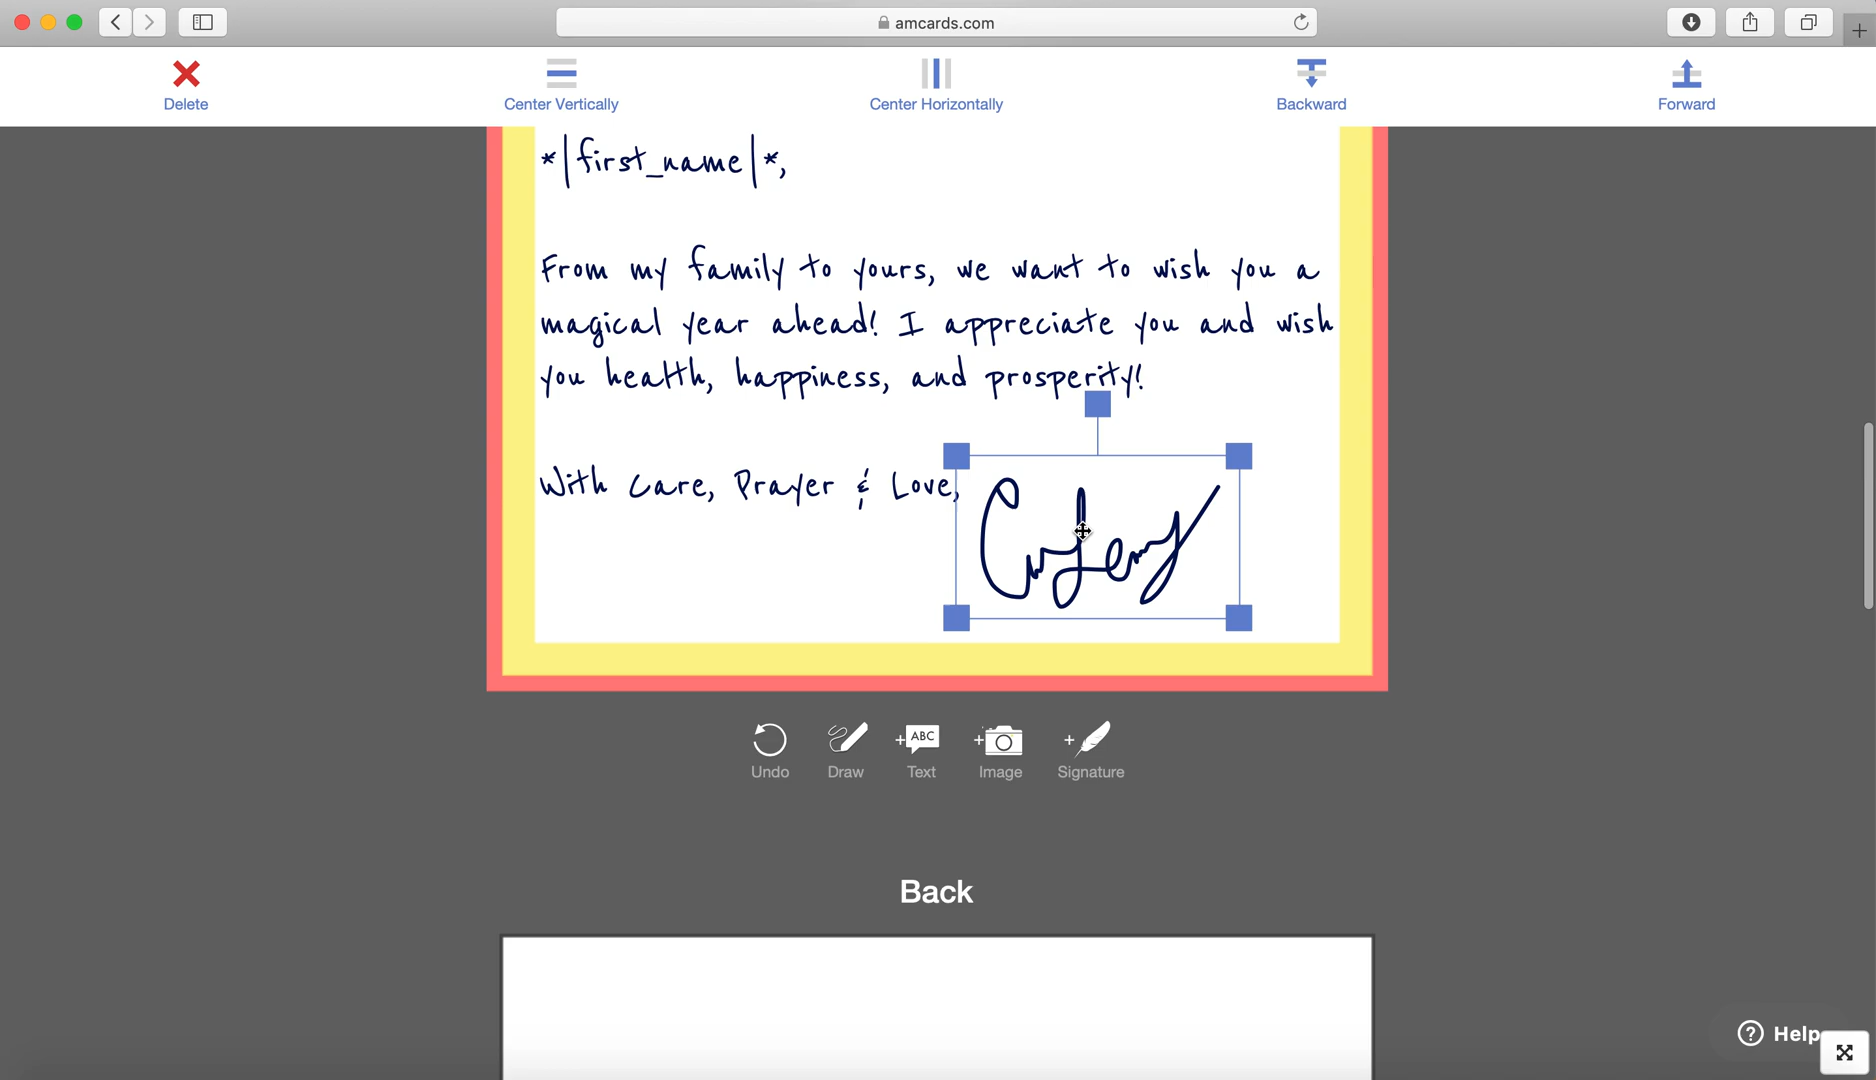 amcards.com
Delete
Center Vertically
Center Horizontally
Backward
Forward
*|first_name|*,
From my family to yours, we want to wish you a
magical year ahead! I appreciate you and wish
you health, happiness, and prosperity!
With Care, Prayer & Love,
+ ABC
+
+
Undo
Draw
Text
Image
Signature
Back
? Help